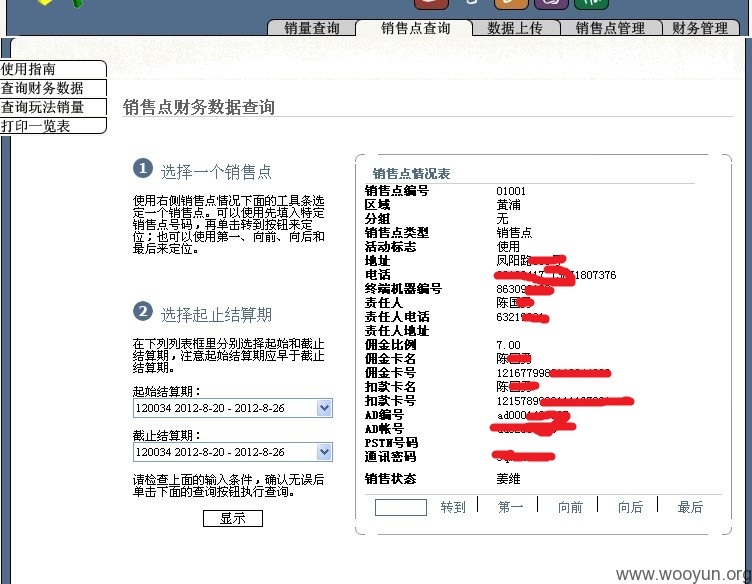 销量查询 销售点查询 数据上传 销售点管理 财务管理
使用指南
查询财务数据
查询玩法销量
打印一览表
销售点财务数据查询
1 选择一个销售点
使用右侧销售点情况下面的工具条选
定一个销售点。可以使用先填入特定
销售点号码，再单击转到按钮来定
位；也可以使用第一、向前、向后和
最后来定位。
2 选择起止结算期
在下列列表框里分别选择起始和截止
结算期，注意起始结算期应早于截止
结算期。
起始结算期：
120034 2012-8-20 - 2012-8-26
截止结算期：
120034 2012-8-20 - 2012-8-26
请检查上面的输入条件，确认无误后
单击下面的查询按钮执行查询。
显示
销售点情况表
销售点编号 01001
区域 黄浦
分组 无
销售点类型 销售点
活动标志 使用
地址 凤阳路
电话
终端机器编号 86309
责任人 陈
责任人电话 6321
责任人地址
佣金比例 7.00
佣金卡名 陈
佣金卡号 121677998
扣款卡名 陈
扣款卡号 121578998
AD编号 ad000
AD帐号
PSTN号码
通讯密码
销售状态 姜维
转到 第一 向前 向后 最后
www.wooyun.org